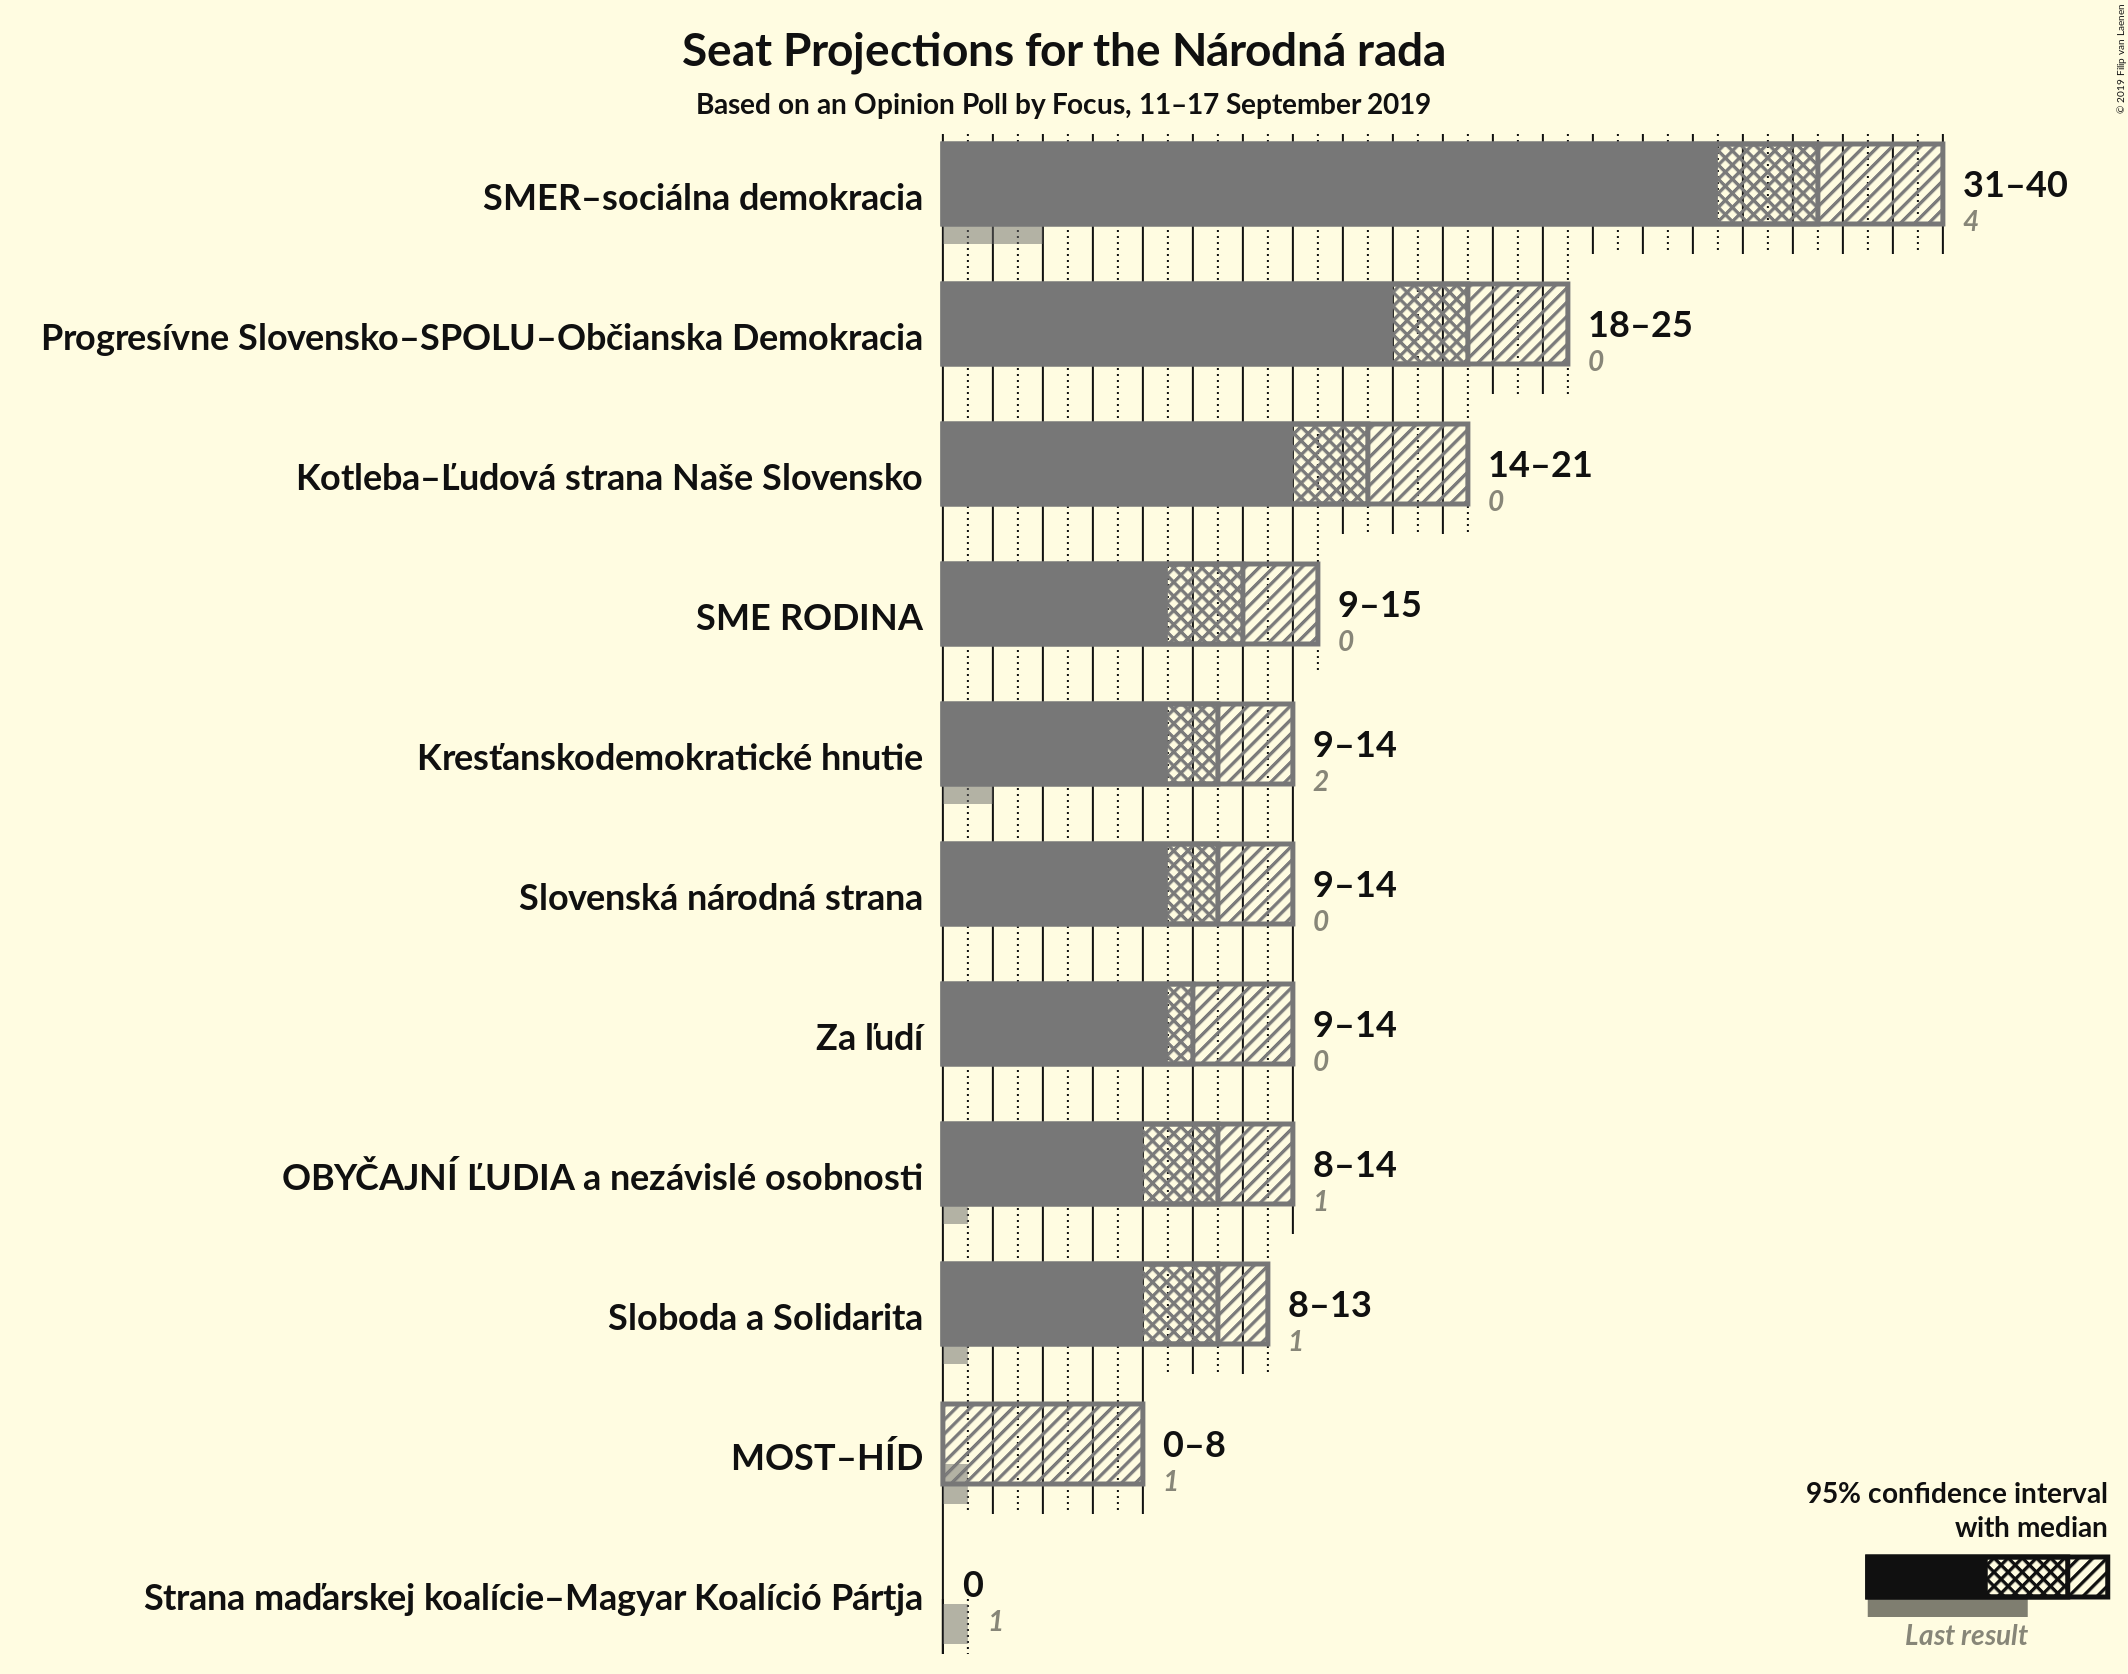 Seat Projections for the Národná rada
Based on an Opinion Poll by Focus, 11–17 September 2019
© 2019 Filip van Laenen
SMER–sociálna demokracia
31–40
4
Progresívne Slovensko–SPOLU–Občianska Demokracia
18–25
0
Kotleba–Ľudová strana Naše Slovensko
14–21
0
SME RODINA
9–15
0
Kresťanskodemokratické hnutie
9–14
2
Slovenská národná strana
9–14
0
Za ľudí
9–14
0
OBYČAJNÍ ĽUDIA a nezávislé osobnosti
8–14
1
Sloboda a Solidarita
8–13
1
MOST–HÍD
0–8
1
Strana maďarskej koalície–Magyar Koalíció Pártja
0
1
95% confidence interval
with median
Last result